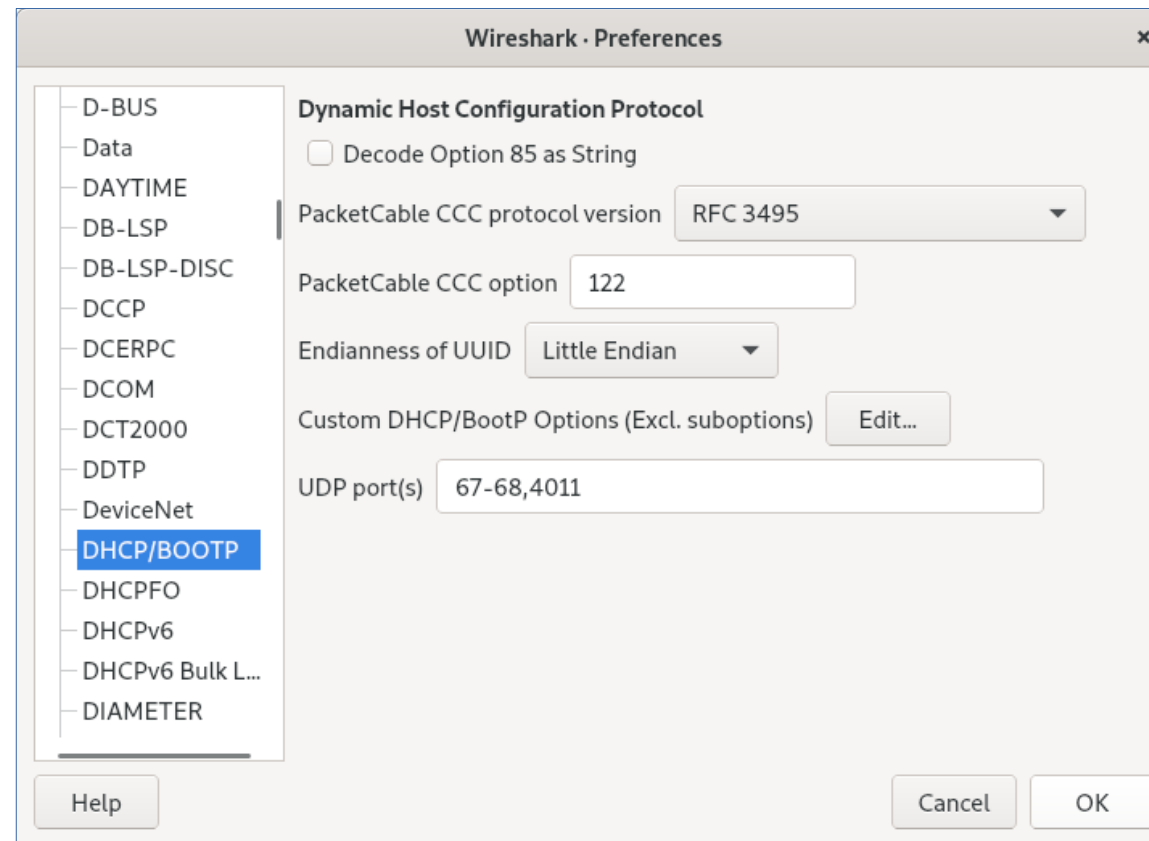 Wireshark · Preferences
×
D-BUS
Data
DAYTIME
DB-LSP
DB-LSP-DISC
DCCP
DCERPC
DCOM
DCT2000
DDTP
DeviceNet
DHCP/BOOTP
DHCPFO
DHCPv6
DHCPv6 Bulk L...
DIAMETER
Dynamic Host Configuration Protocol
Decode Option 85 as String
PacketCable CCC protocol version RFC 3495
PacketCable CCC option 122
Endianness of UUID Little Endian
Custom DHCP/BootP Options (Excl. suboptions) Edit...
UDP port(s) 67-68,4011
Help Cancel OK